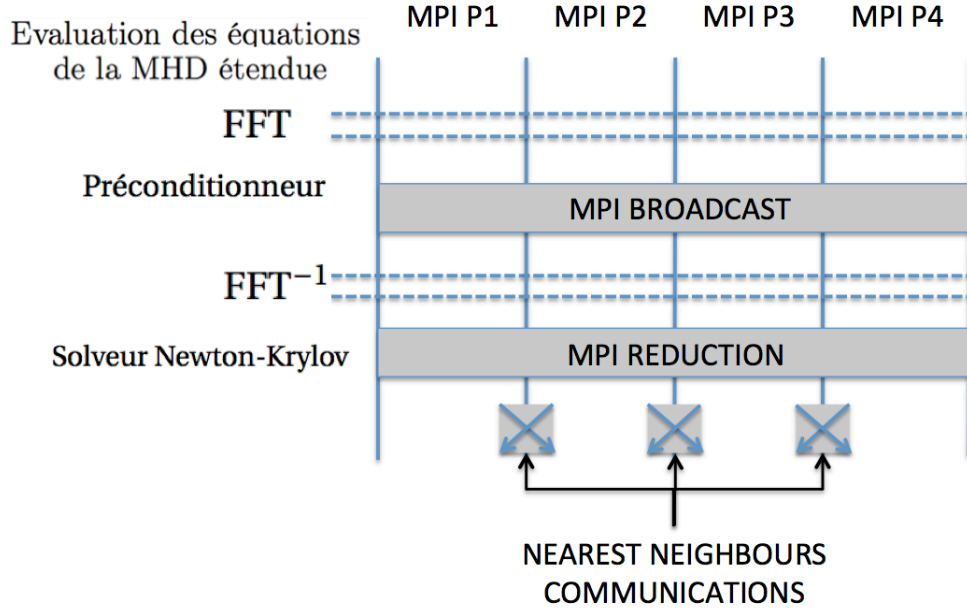 MPI P1 MPI P2 MPI P3 MPI P4
Evaluation des équations
de la MHD étendue
FFT
Préconditionneur
MPI BROADCAST
FFT⁻¹
Solveur Newton-Krylov
MPI REDUCTION
NEAREST NEIGHBOURS
COMMUNICATIONS